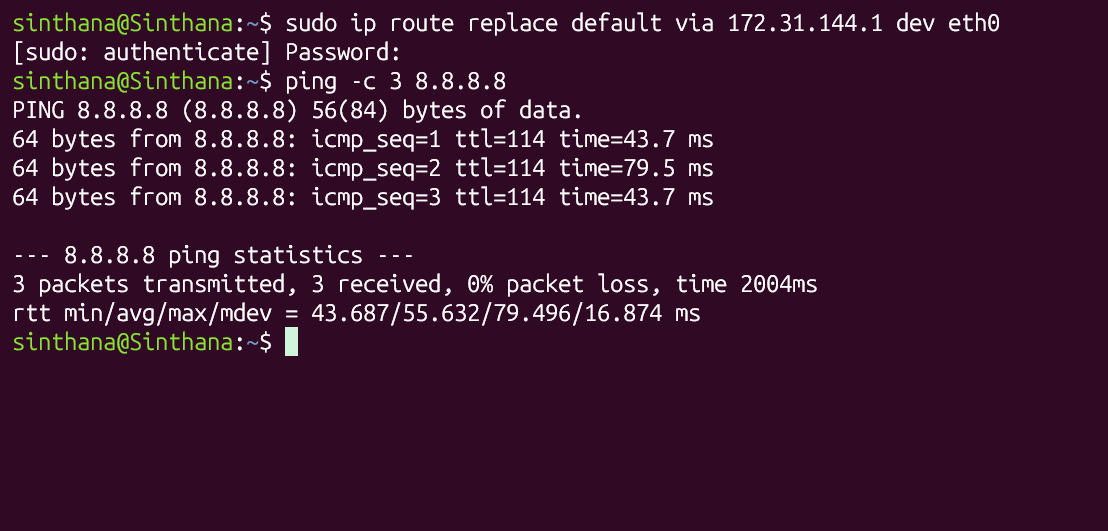 sinthana@Sinthana:~$ sudo ip route replace default via 172.31.144.1 dev eth0
[sudo: authenticate] Password:
sinthana@Sinthana:~$ ping -c 3 8.8.8.8
PING 8.8.8.8 (8.8.8.8) 56(84) bytes of data.
64 bytes from 8.8.8.8: icmp_seq=1 ttl=114 time=43.7 ms
64 bytes from 8.8.8.8: icmp_seq=2 ttl=114 time=79.5 ms
64 bytes from 8.8.8.8: icmp_seq=3 ttl=114 time=43.7 ms

--- 8.8.8.8 ping statistics ---
3 packets transmitted, 3 received, 0% packet loss, time 2004ms
rtt min/avg/max/mdev = 43.687/55.632/79.496/16.874 ms
sinthana@Sinthana:~$